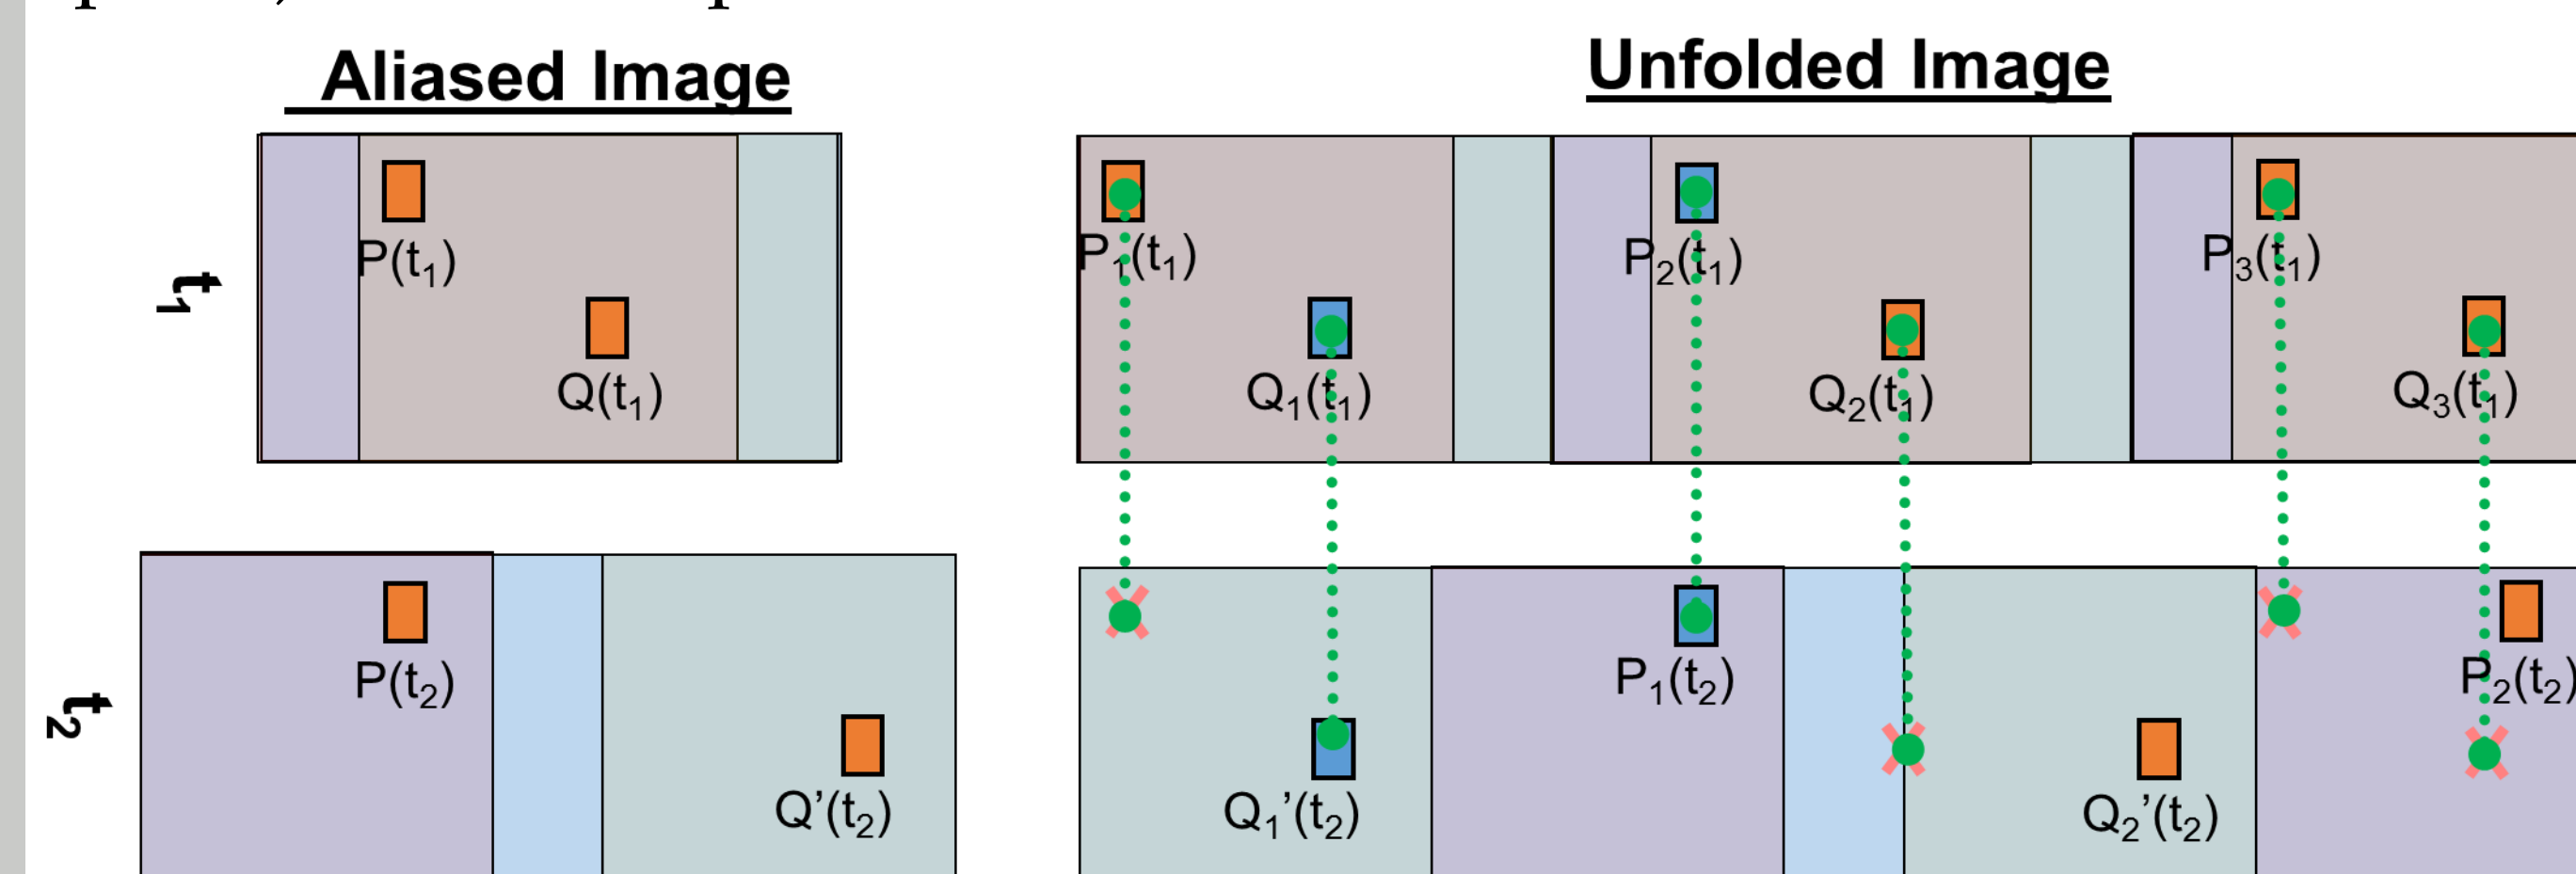 Aliased Image
Unfolded Image
t1
P(t1)
Q(t1)
P1(t1)
Q1(t1)
P2(t1)
Q2(t1)
P3(t1)
Q3(t1)
t2
P(t2)
Q’(t2)
Q1’(t2)
P1(t2)
Q2’(t2)
P2(t2)